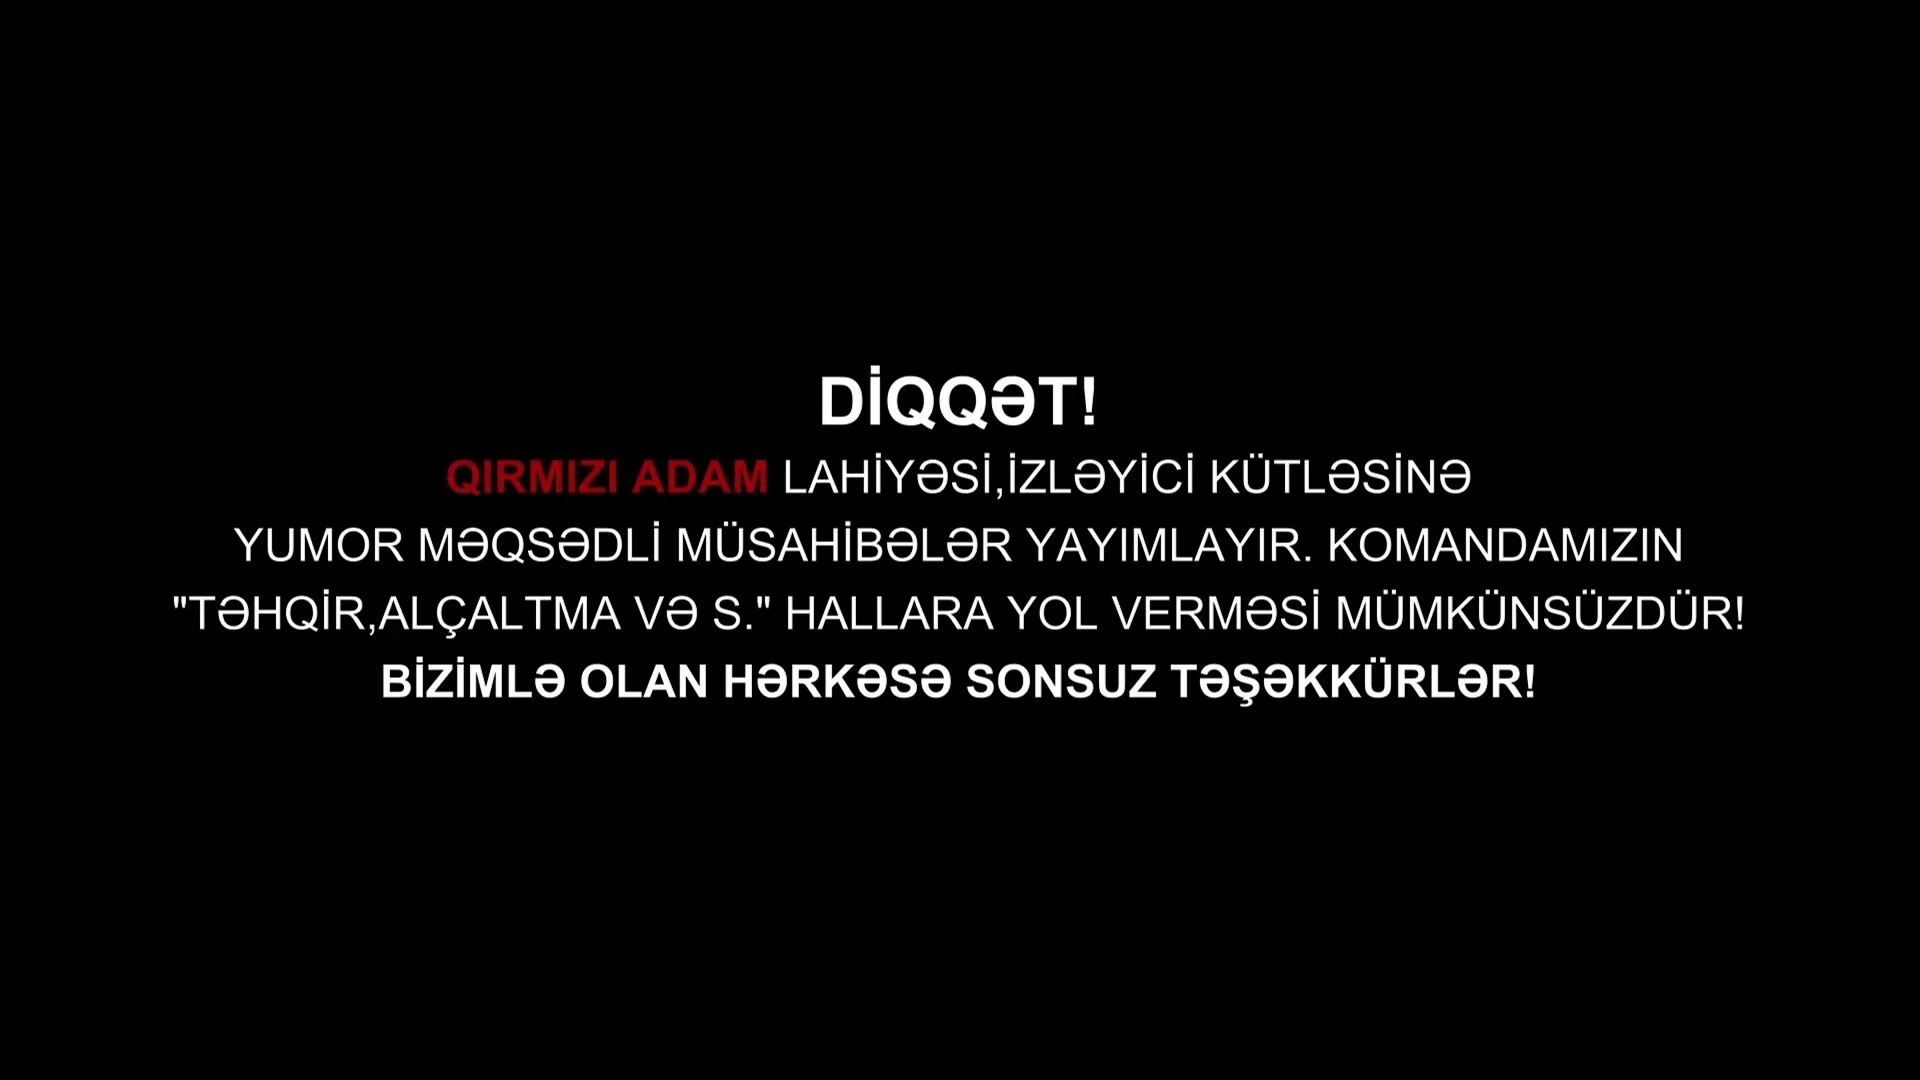 DİQQƏT!
QIRMIZI ADAM LAHİYƏSİ,İZLƏYİCİ KÜTLƏSİNƏ
YUMOR MƏQSƏDLİ MÜSAHİBƏLƏR YAYIMLAYIR. KOMANDAMIZIN
"TƏHQİR,ALÇALTMA VƏ S." HALLARA YOL VERMƏSİ MÜMKÜNSÜZDÜR!
BİZİMLƏ OLAN HƏRKƏSƏ SONSUZ TƏŞƏKKÜRLƏR!